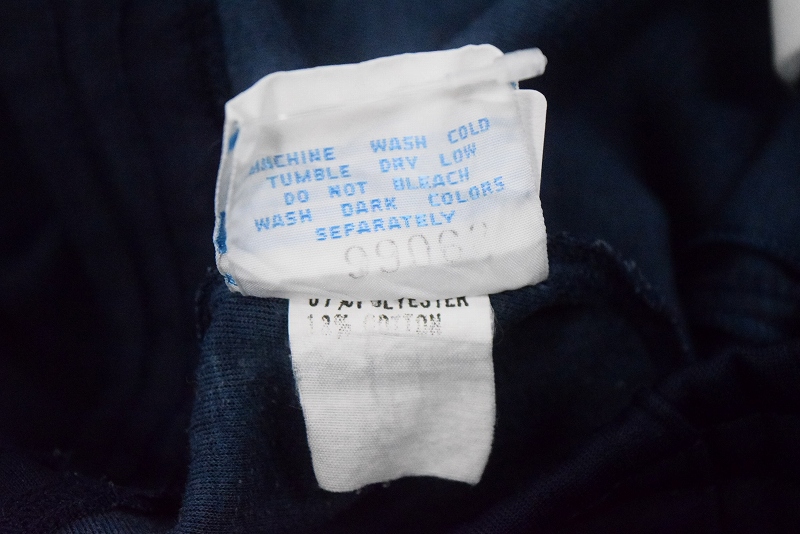 MACHINE WASH COLD
TUMBLE DRY LOW
DO NOT BLEACH
WASH DARK COLORS
SEPARATELY
POLYESTER
COTTON